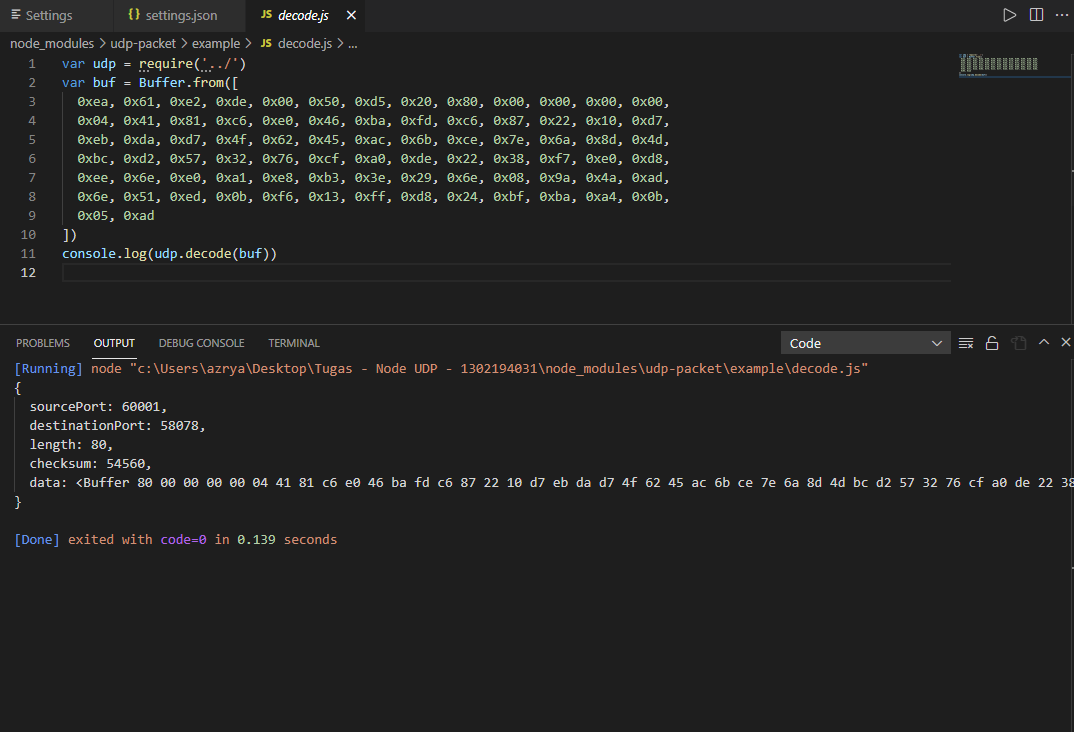 Settings
{} settings.json
JS decode.js
node_modules > udp-packet > example > JS decode.js > ...
1 var udp = require('../')
2 var buf = Buffer.from([
3 0xea, 0x61, 0xe2, 0xde, 0x00, 0x50, 0xd5, 0x20, 0x80, 0x00, 0x00, 0x00, 0x00,
4 0x04, 0x41, 0x81, 0xc6, 0xe0, 0x46, 0xba, 0xfd, 0xc6, 0x87, 0x22, 0x10, 0xd7,
5 0xeb, 0xda, 0xd7, 0x4f, 0x62, 0x45, 0xac, 0x6b, 0xce, 0x7e, 0x6a, 0x8d, 0x4d,
6 0xbc, 0xd2, 0x57, 0x32, 0x76, 0xcf, 0xa0, 0xde, 0x22, 0x38, 0xf7, 0xe0, 0xd8,
7 0xee, 0x6e, 0xe0, 0xa1, 0xe8, 0xb3, 0x3e, 0x29, 0x6e, 0x08, 0x9a, 0x4a, 0xad,
8 0x6e, 0x51, 0xed, 0x0b, 0xf6, 0x13, 0xff, 0xd8, 0x24, 0xbf, 0xba, 0xa4, 0x0b,
9 0x05, 0xad
10 ])
11 console.log(udp.decode(buf))
12
PROBLEMS OUTPUT DEBUG CONSOLE TERMINAL
Code
[Running] node "c:\Users\azrya\Desktop\Tugas - Node UDP - 1302194031\node_modules\udp-packet\example\decode.js"
{
sourcePort: 60001,
destinationPort: 58078,
length: 80,
checksum: 54560,
data: <Buffer 80 00 00 00 00 04 41 81 c6 e0 46 ba fd c6 87 22 10 d7 eb da d7 4f 62 45 ac 6b ce 7e 6a 8d 4d bc d2 57 32 76 cf a0 de 22 38
}
[Done] exited with code=0 in 0.139 seconds